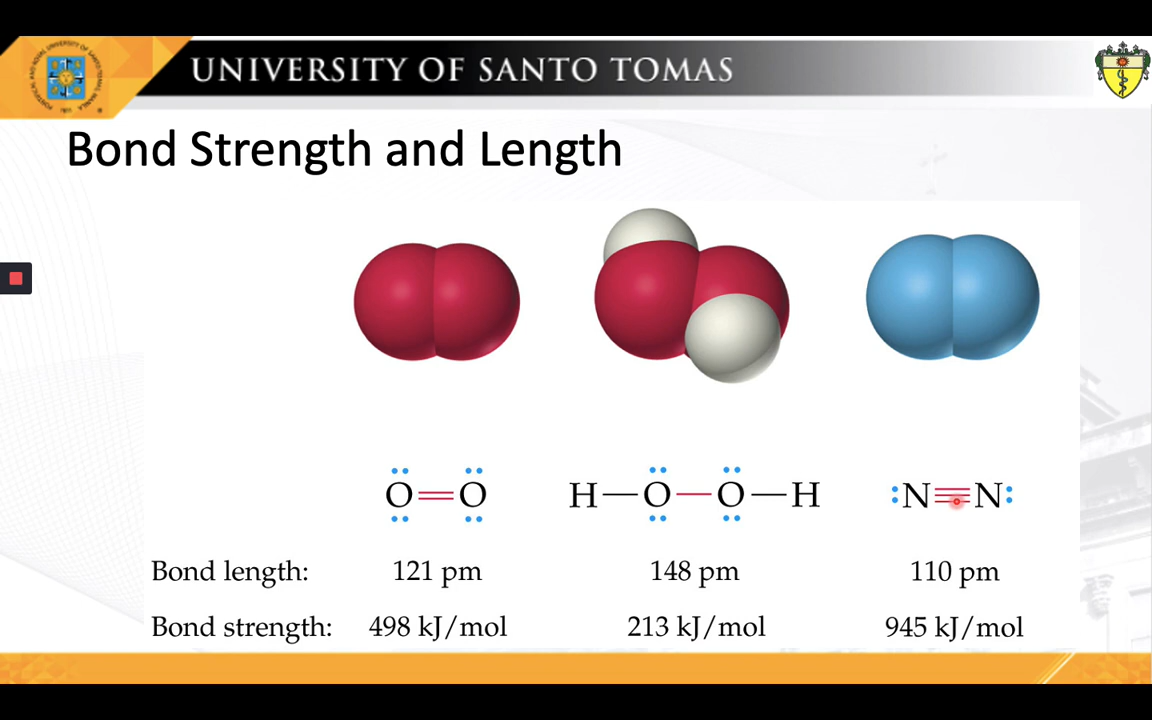 UNIVERSITY OF SANTO TOMAS
Bond Strength and Length
O=O H—O—O—H :N≡N:
Bond length: 121 pm 148 pm 110 pm
Bond strength: 498 kJ/mol 213 kJ/mol 945 kJ/mol